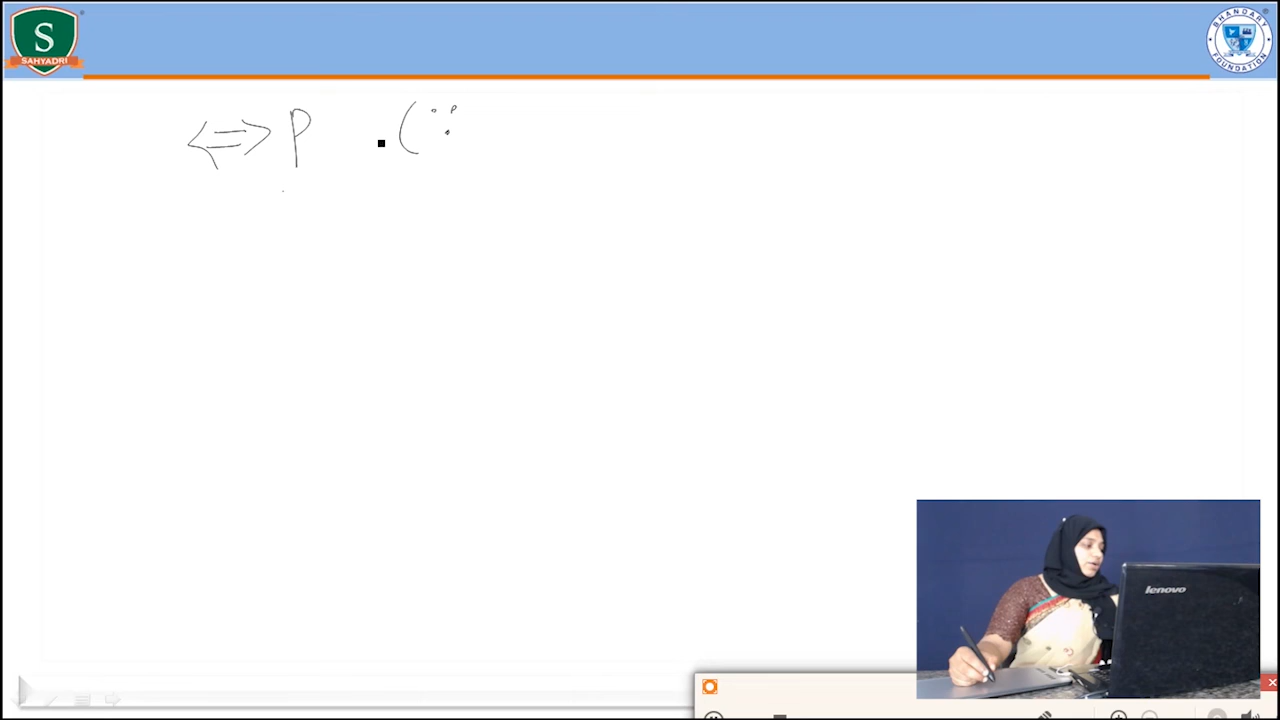 S
SAHYADRI
BHANDARY
FOUNDATION
⇔ P (∵
lenovo